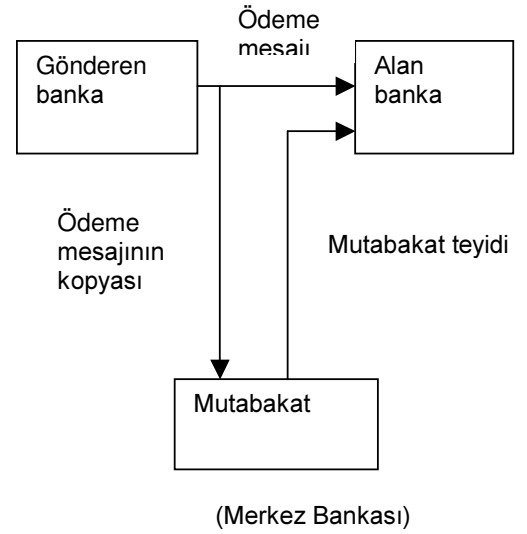 Ödeme
mesajı
Gönderen
banka
Alan
banka
Ödeme
mesajının
kopyası
Mutabakat teyidi
Mutabakat
(Merkez Bankası)